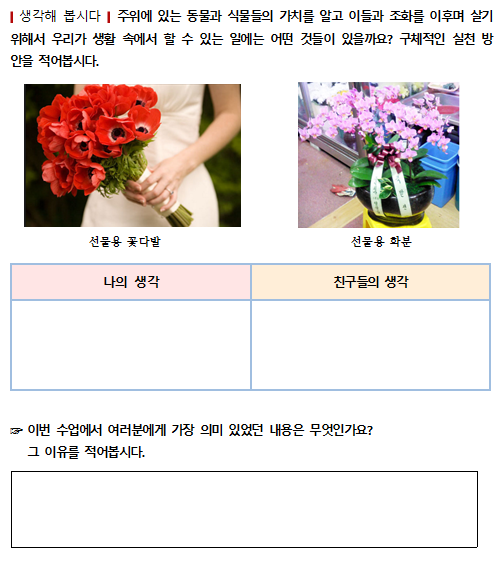 생각해 봅시다 주위에 있는 동물과 식물들의 가치를 알고 이들과 조화를 이루며 살기
위해서 우리가 생활 속에서 할 수 있는 일에는 어떤 것들이 있을까요? 구체적인 실천 방
안을 적어봅시다.
선물용 꽃다발
선물용 화분
나의 생각
친구들의 생각
☞ 이번 수업에서 여러분에게 가장 의미 있었던 내용은 무엇인가요?
그 이유를 적어봅시다.